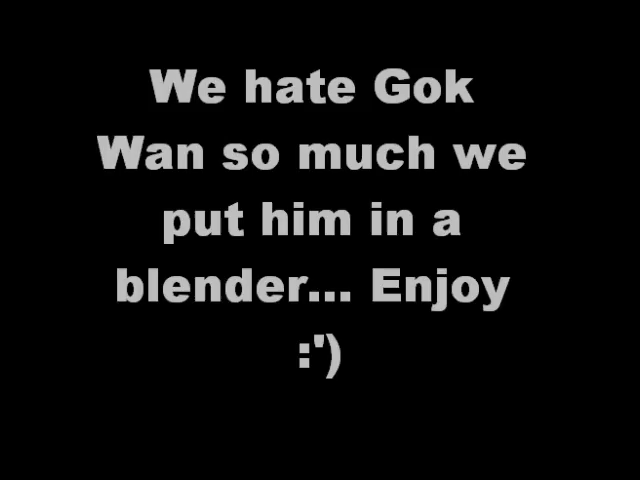 We hate Gok
Wan so much we
put him in a
blender... Enjoy
:')